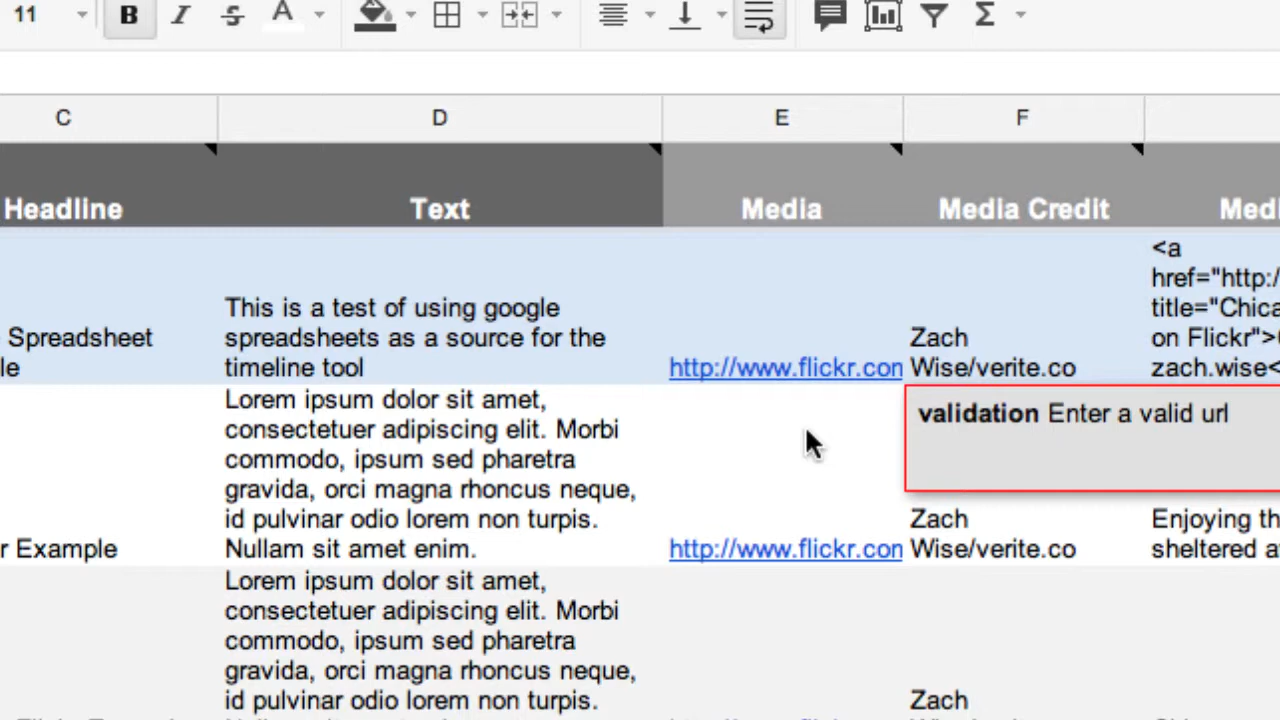 11 B I S A Σ
C D E F
Headline Text Media Media Credit
<a
href="http:/
This is a test of using google
title="Chica
Spreadsheet
spreadsheets as a source for the
Zach
on Flickr">
le
timeline tool
http://www.flickr.con
Wise/verite.co
zach.wise<
Lorem ipsum dolor sit amet,
consectetuer adipiscing elit. Morbi
commodo, ipsum sed pharetra
gravida, orci magna rhoncus neque,
id pulvinar odio lorem non turpis.
Nullam sit amet enim.
validation Enter a valid url
r Example
http://www.flickr.con
Zach
Wise/verite.co
Enjoying th
sheltered a
Lorem ipsum dolor sit amet,
consectetuer adipiscing elit. Morbi
commodo, ipsum sed pharetra
gravida, orci magna rhoncus neque,
id pulvinar odio lorem non turpis.
Zach